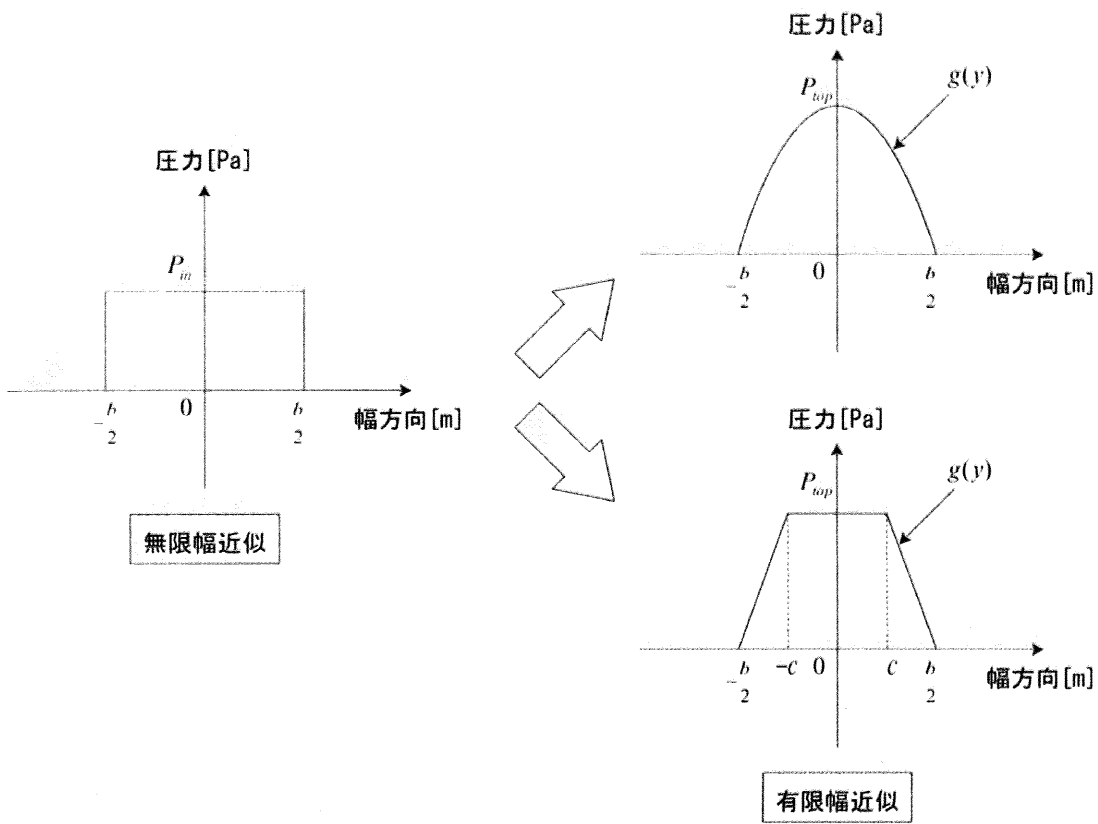 圧力[Pa]
P_in
-b/2
0
b/2
幅方向[m]
無限幅近似
圧力[Pa]
P_top
g(y)
-b/2
0
b/2
幅方向[m]
圧力[Pa]
P_top
g(y)
-b/2
-c
0
c
b/2
幅方向[m]
有限幅近似